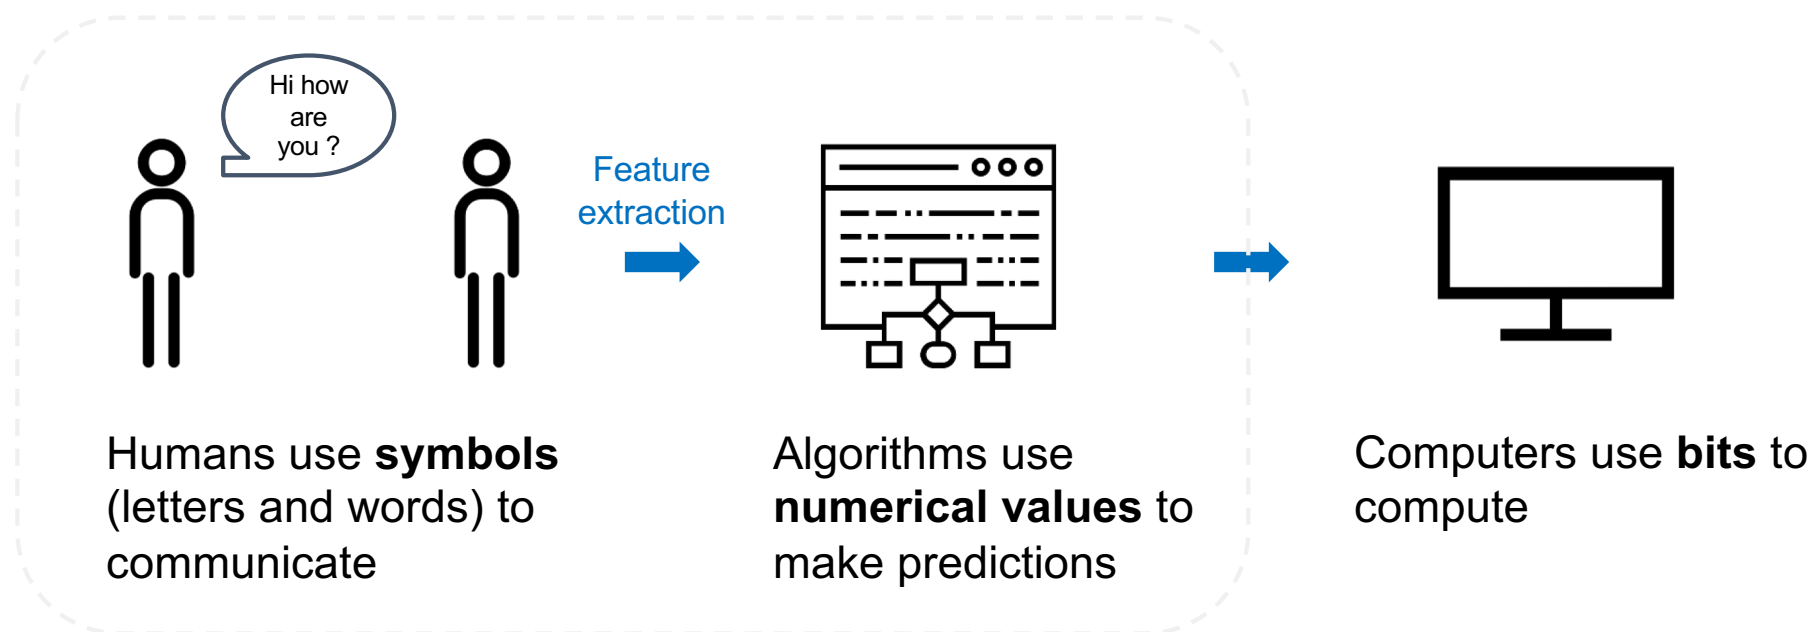 Hi how
are
you ?
Feature
extraction
Humans use symbols
(letters and words) to
communicate
Algorithms use
numerical values to
make predictions
Computers use bits to
compute